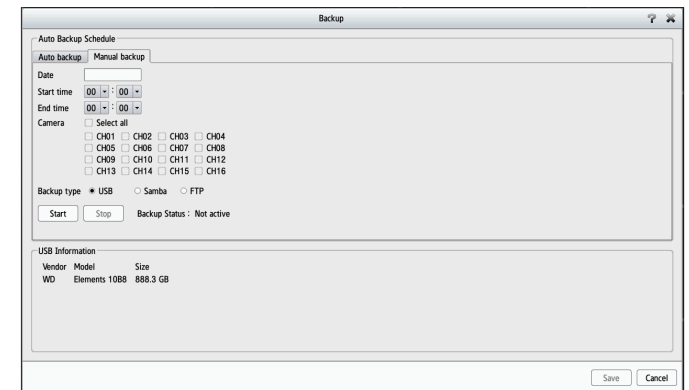 Backup
Auto Backup Schedule
Auto backup Manual backup
Date
Start time 00 : 00
End time 00 : 00
Camera Select all
CH01 CH02 CH03 CH04
CH05 CH06 CH07 CH08
CH09 CH10 CH11 CH12
CH13 CH14 CH15 CH16
Backup type USB Samba FTP
Start Stop Backup Status : Not active
USB Information
Vendor Model Size
WD Elements 10B8 888.3 GB
Save Cancel